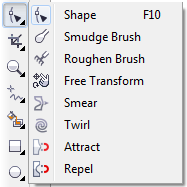 Shape F10
Smudge Brush
Roughen Brush
Free Transform
Smear
Twirl
Attract
Repel